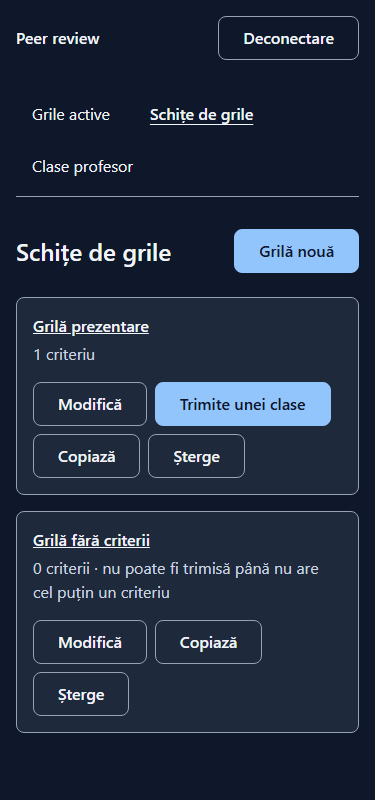 Peer review
Deconectare
Grile active
Schițe de grile
Clase profesor
Schițe de grile
Grilă nouă
Grilă prezentare
1 criteriu
Modifică
Trimite unei clase
Copiază
Șterge
Grilă fără criterii
0 criterii · nu poate fi trimisă până nu are
cel puțin un criteriu
Modifică
Copiază
Șterge